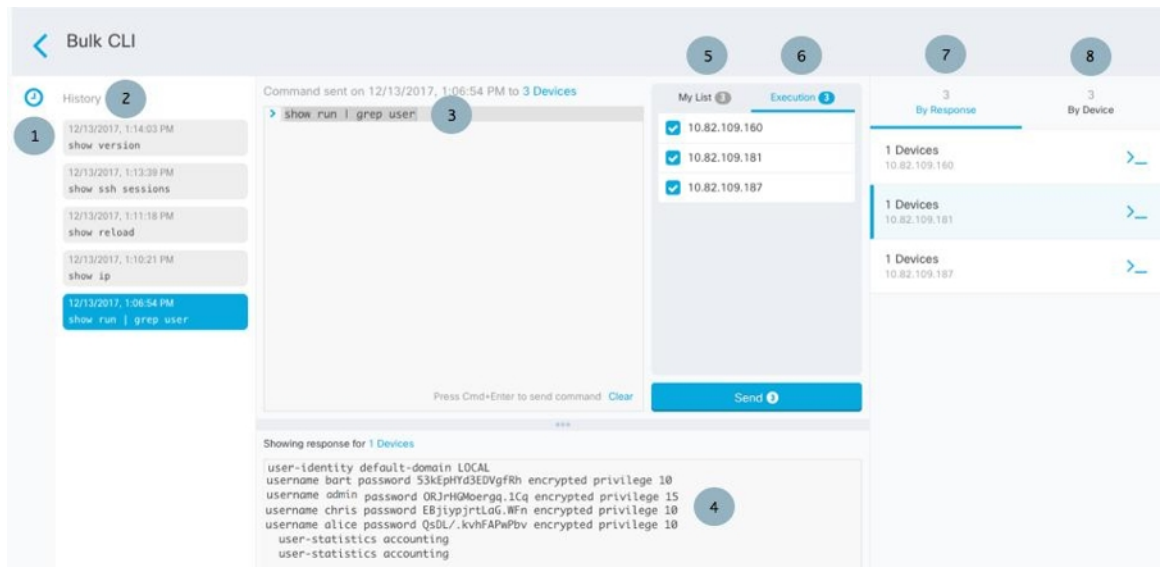 Bulk CLI
5
6
7
8
History
2
1
12/13/2017, 1:14:03 PM
show version
12/13/2017, 1:13:39 PM
show ssh sessions
12/13/2017, 1:11:18 PM
show reload
12/13/2017, 1:10:21 PM
show ip
12/13/2017, 1:06:54 PM
show run | grep user
Command sent on 12/13/2017, 1:06:54 PM to 3 Devices
> show run | grep user
3
Press Cmd+Enter to send command Clear
My List 3
Execution 3
10.82.109.160
10.82.109.181
10.82.109.187
Send 3
3
By Response
3
By Device
1 Devices
10.82.109.160
>_
1 Devices
10.82.109.181
>_
1 Devices
10.82.109.187
>_
Showing response for 1 Devices
user-identity default-domain LOCAL
username bart password 53kEpHYd3EDVgfRh encrypted privilege 10
username admin password ORJrHGMoergq.1Cq encrypted privilege 15
username chris password EBjiypjrtLaG.WFn encrypted privilege 10
username alice password QsDL/.kvhFAPwPbv encrypted privilege 10
user-statistics accounting
user-statistics accounting
4